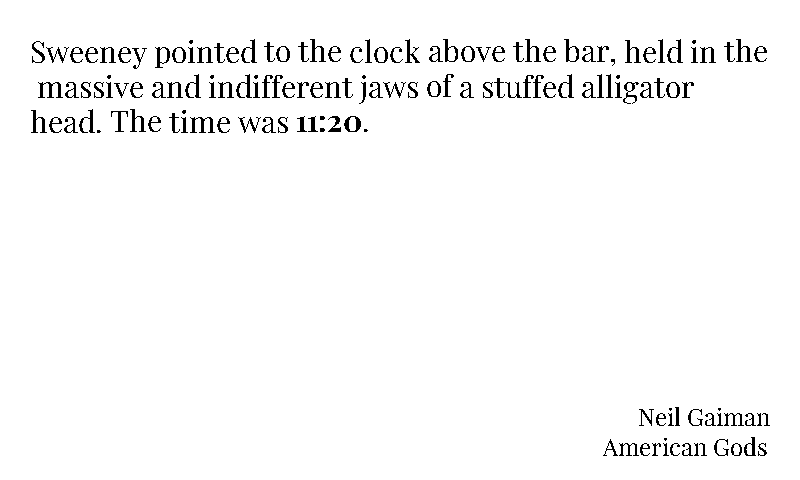 Sweeney pointed to the clock above the bar, held in the
massive and indifferent jaws of a stuffed alligator
head. The time was 11:20.
Neil Gaiman
American Gods